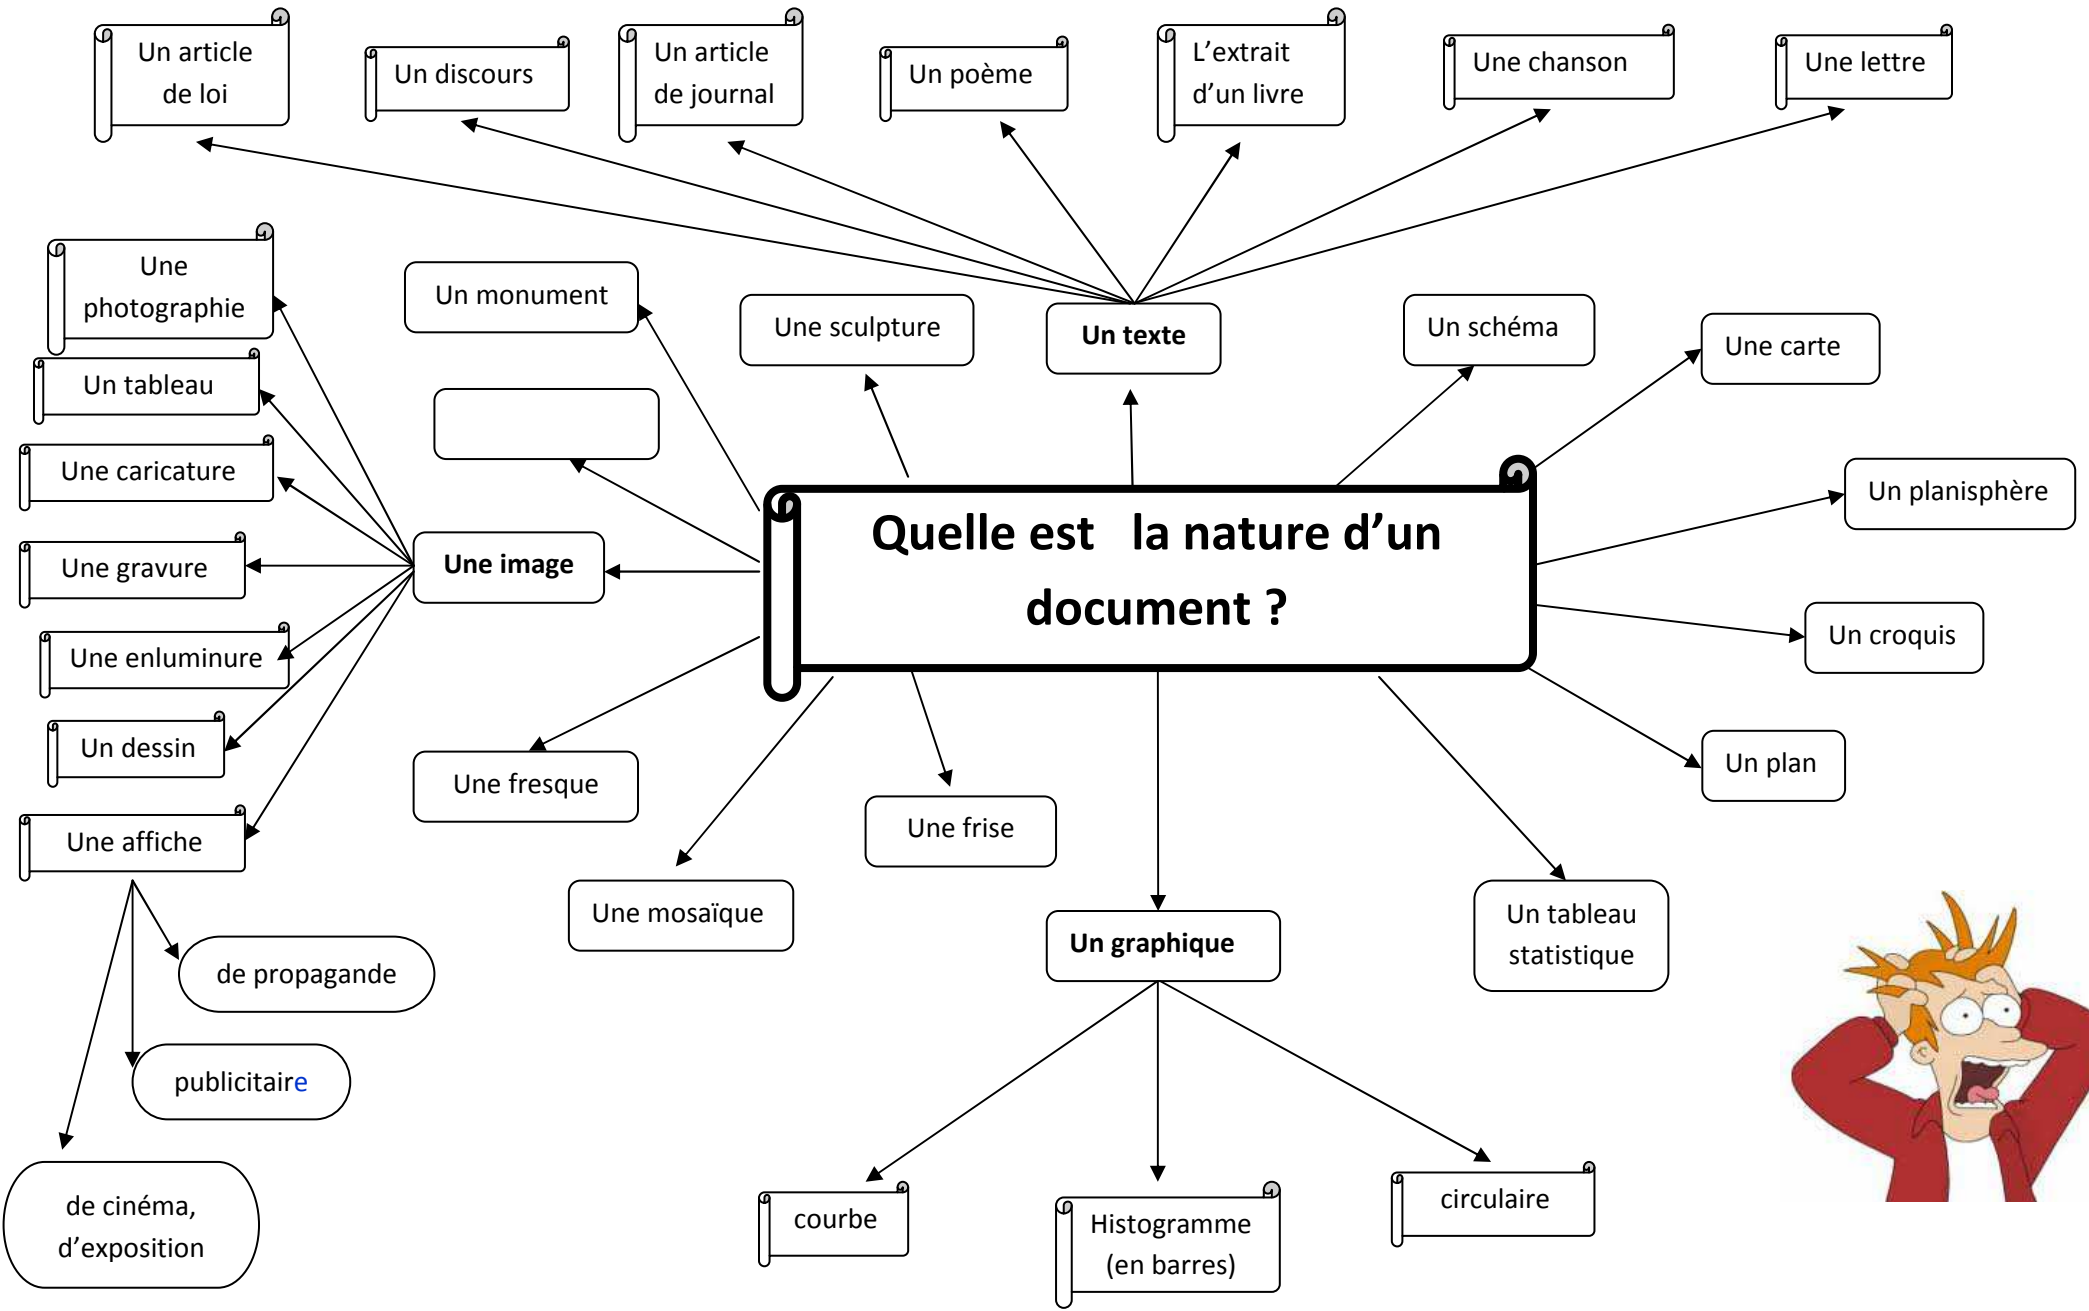 Un article
de loi
Un discours
Un article
de journal
Un poème
L’extrait
d’un livre
Une chanson
Une lettre
Une
photographie
Un monument
Une sculpture
Un texte
Un schéma
Une carte
Un tableau
Une caricature
Un planisphère
Quelle est la nature d’un
document ?
Une gravure
Une image
Un croquis
Une enluminure
Un dessin
Une fresque
Un plan
Une affiche
Une frise
Une mosaïque
Un graphique
Un tableau
statistique
de propagande
publicitaire
de cinéma,
d’exposition
courbe
Histogramme
(en barres)
circulaire